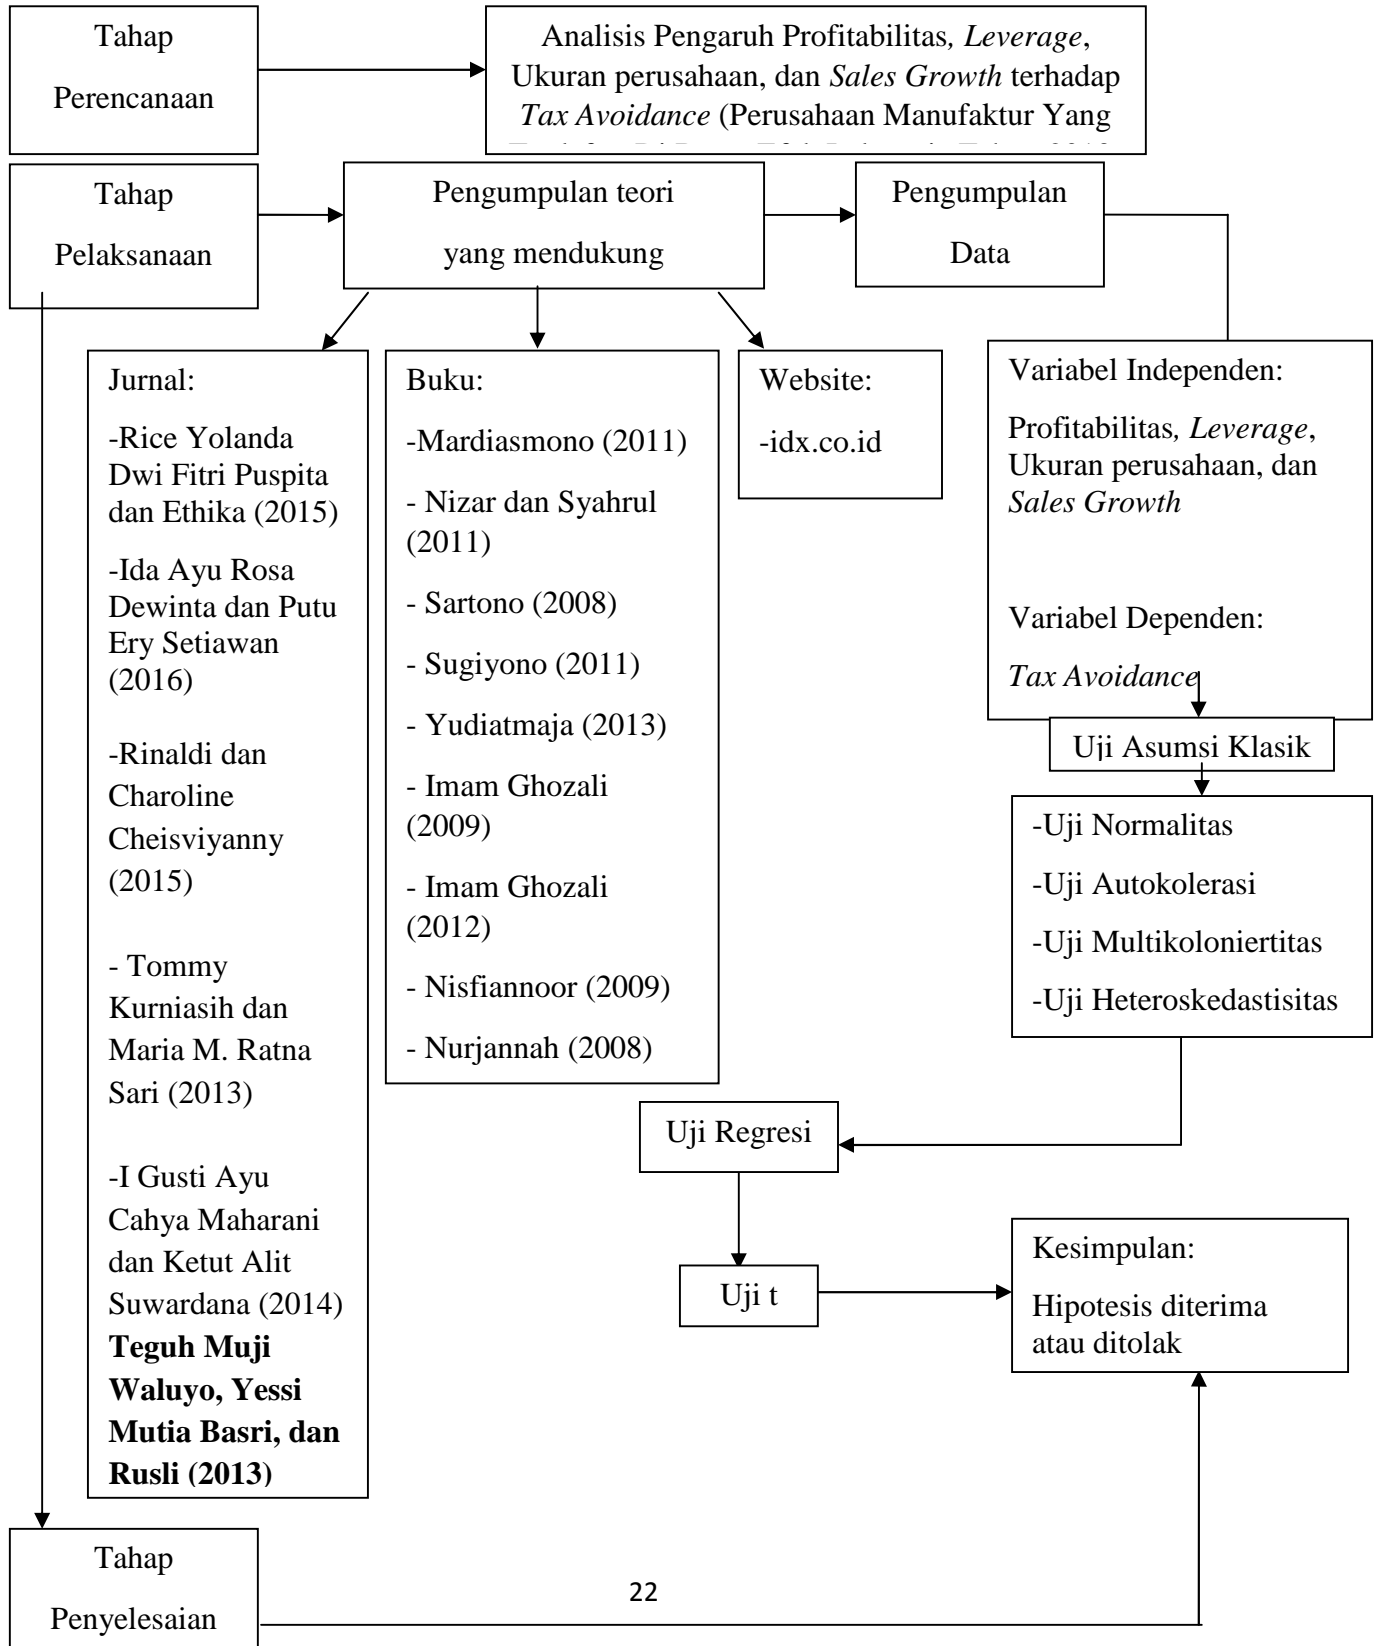 Tahap
Perencanaan
Analisis Pengaruh Profitabilitas, Leverage,
Ukuran perusahaan, dan Sales Growth terhadap
Tax Avoidance (Perusahaan Manufaktur Yang
Tahap
Pelaksanaan
Pengumpulan teori
yang mendukung
Pengumpulan
Data
Jurnal:
-Rice Yolanda
Dwi Fitri Puspita
dan Ethika (2015)
-Ida Ayu Rosa
Dewinta dan Putu
Ery Setiawan
(2016)
-Rinaldi dan
Charoline
Cheisviyanny
(2015)
- Tommy
Kurniasih dan
Maria M. Ratna
Sari (2013)
-I Gusti Ayu
Cahya Maharani
dan Ketut Alit
Suwardana (2014)
Teguh Muji
Waluyo, Yessi
Mutia Basri, dan
Rusli (2013)
Buku:
-Mardiasmono (2011)
- Nizar dan Syahrul
(2011)
- Sartono (2008)
- Sugiyono (2011)
- Yudiatmaja (2013)
- Imam Ghozali
(2009)
- Imam Ghozali
(2012)
- Nisfiannoor (2009)
- Nurjannah (2008)
Website:
-idx.co.id
Variabel Independen:
Profitabilitas, Leverage,
Ukuran perusahaan, dan
Sales Growth
Variabel Dependen:
Tax Avoidance
Uji Asumsi Klasik
-Uji Normalitas
-Uji Autokolerasi
-Uji Multikoloniertitas
-Uji Heteroskedastisitas
Uji Regresi
Uji t
Kesimpulan:
Hipotesis diterima
atau ditolak
Tahap
Penyelesaian
22